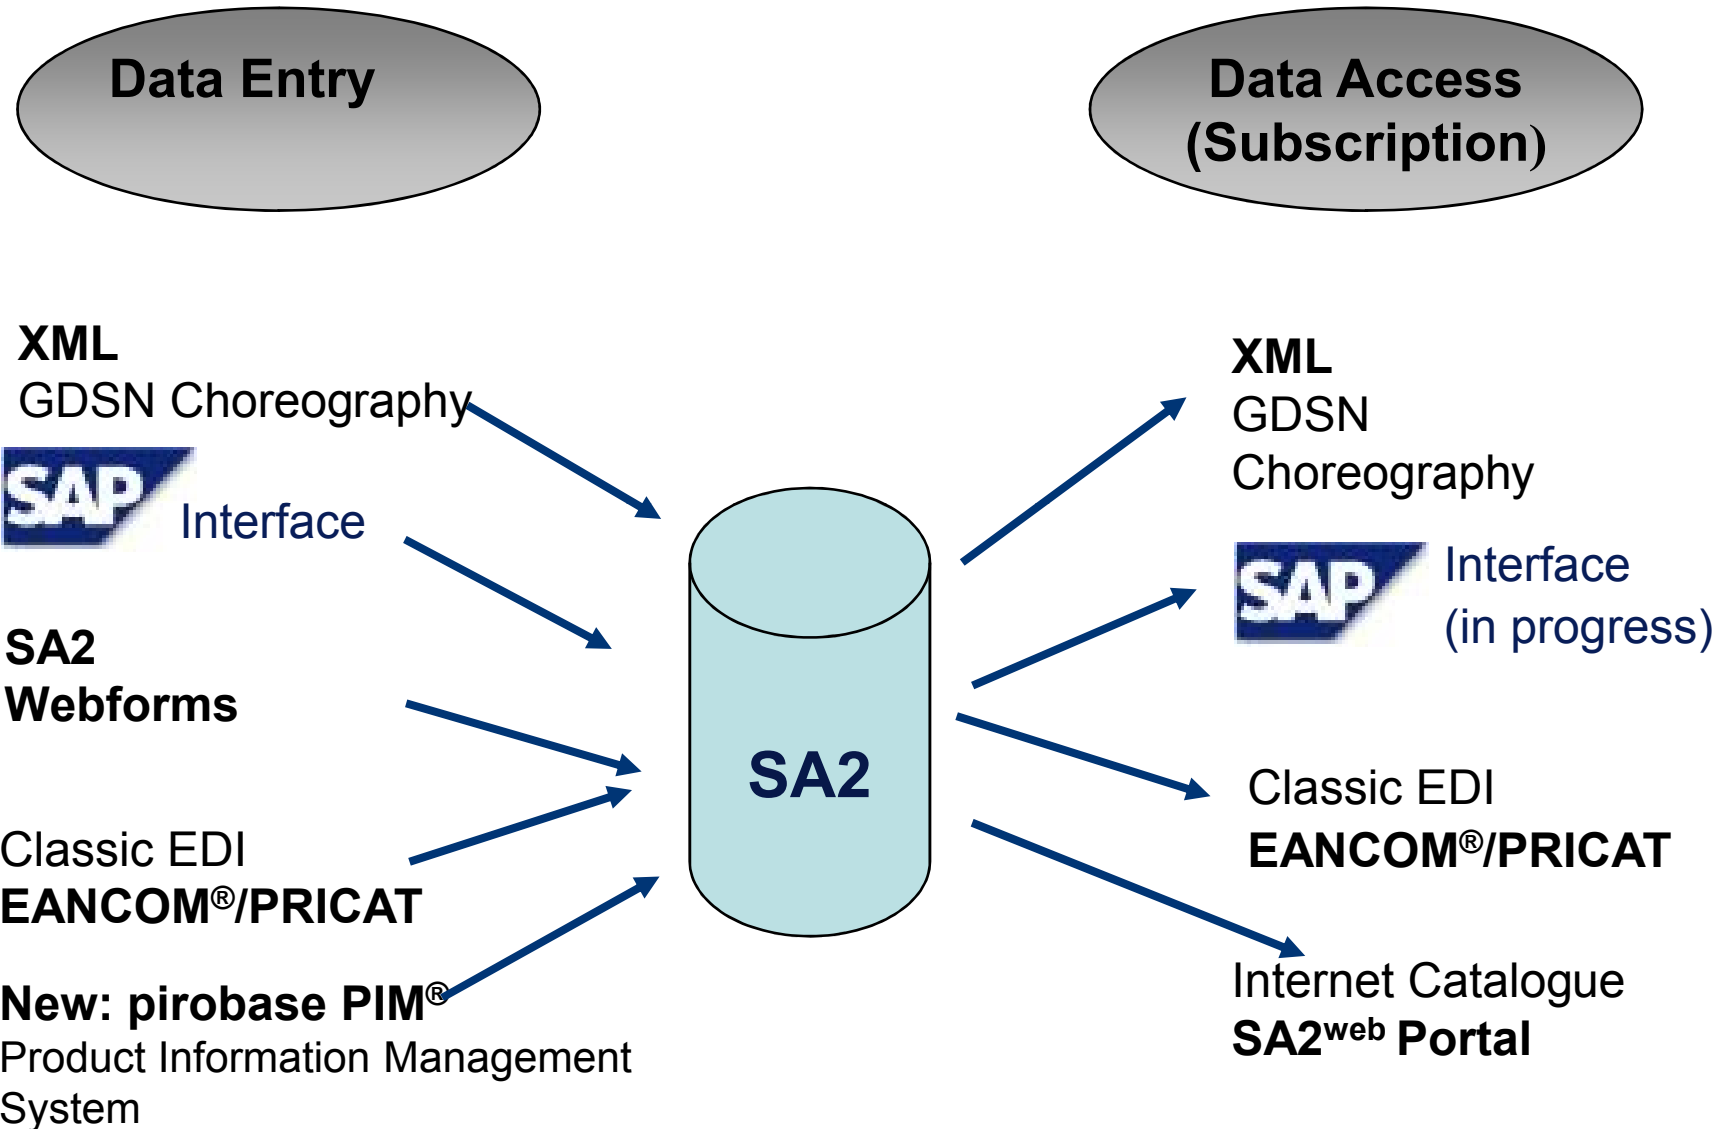 Data Entry
Data Access
(Subscription)
XML
GDSN Choreography
SAP Interface
SA2
Webforms
Classic EDI
EANCOM®/PRICAT
New: pirobase PIM®
Product Information Management
System
SA2
XML
GDSN
Choreography
SAP Interface
(in progress)
Classic EDI
EANCOM®/PRICAT
Internet Catalogue
SA2web Portal